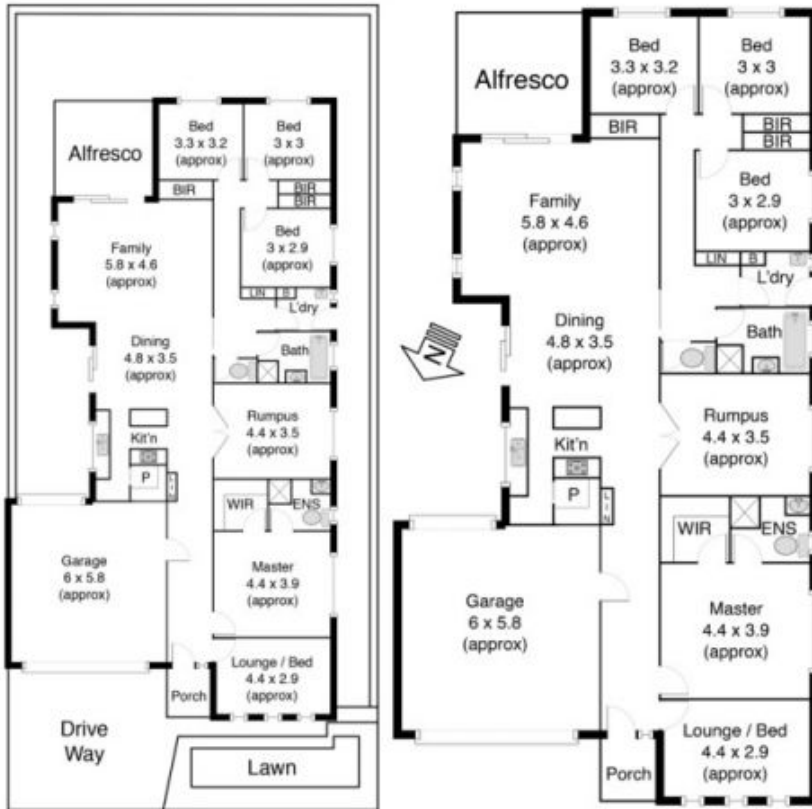 Alfresco
Bed
3.3 x 3.2
(approx)
Bed
3 x 3
(approx)
BIR
BIR
BIR
Family
5.8 x 4.6
(approx)
Bed
3 x 2.9
(approx)
LIN
B
L'dry
Dining
4.8 x 3.5
(approx)
Bath
Rumpus
4.4 x 3.5
(approx)
Kit'n
P
LIN
WIR
ENS
Garage
6 x 5.8
(approx)
Master
4.4 x 3.9
(approx)
Lounge / Bed
4.4 x 2.9
(approx)
Porch
Drive
Way
Lawn
Alfresco
Bed
3.3 x 3.2
(approx)
Bed
3 x 3
(approx)
BIR
BIR
BIR
Family
5.8 x 4.6
(approx)
Bed
3 x 2.9
(approx)
LIN
B
L'dry
N
Dining
4.8 x 3.5
(approx)
Bath
Rumpus
4.4 x 3.5
(approx)
Kit'n
P
LIN
WIR
ENS
Garage
6 x 5.8
(approx)
Master
4.4 x 3.9
(approx)
Lounge / Bed
4.4 x 2.9
(approx)
Porch